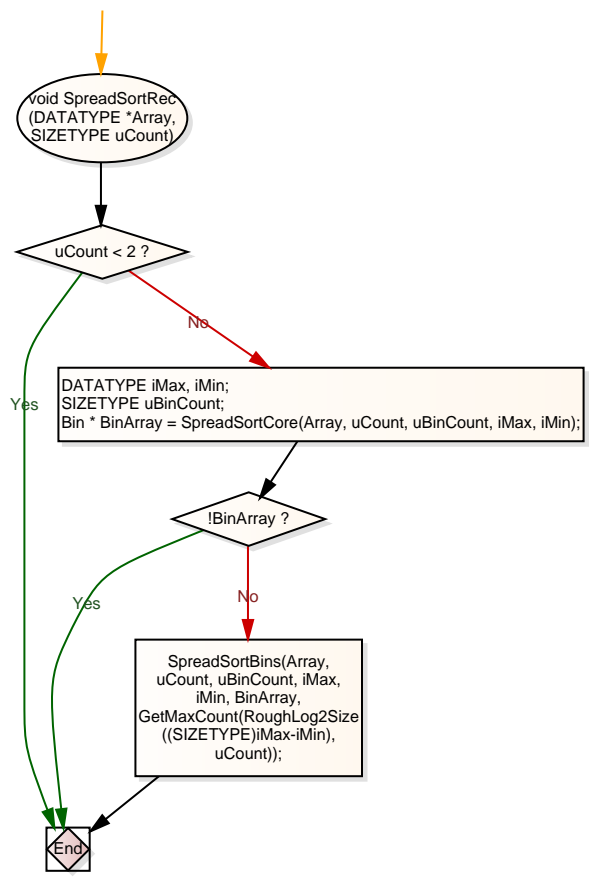 void SpreadSortRec
(DATATYPE *Array,
SIZETYPE uCount)
uCount < 2 ?
No
Yes
DATATYPE iMax, iMin;
SIZETYPE uBinCount;
Bin * BinArray = SpreadSortCore(Array, uCount, uBinCount, iMax, iMin);
!BinArray ?
Yes
No
SpreadSortBins(Array,
uCount, uBinCount, iMax,
iMin, BinArray,
GetMaxCount(RoughLog2Size
((SIZETYPE)iMax-iMin),
uCount));
End